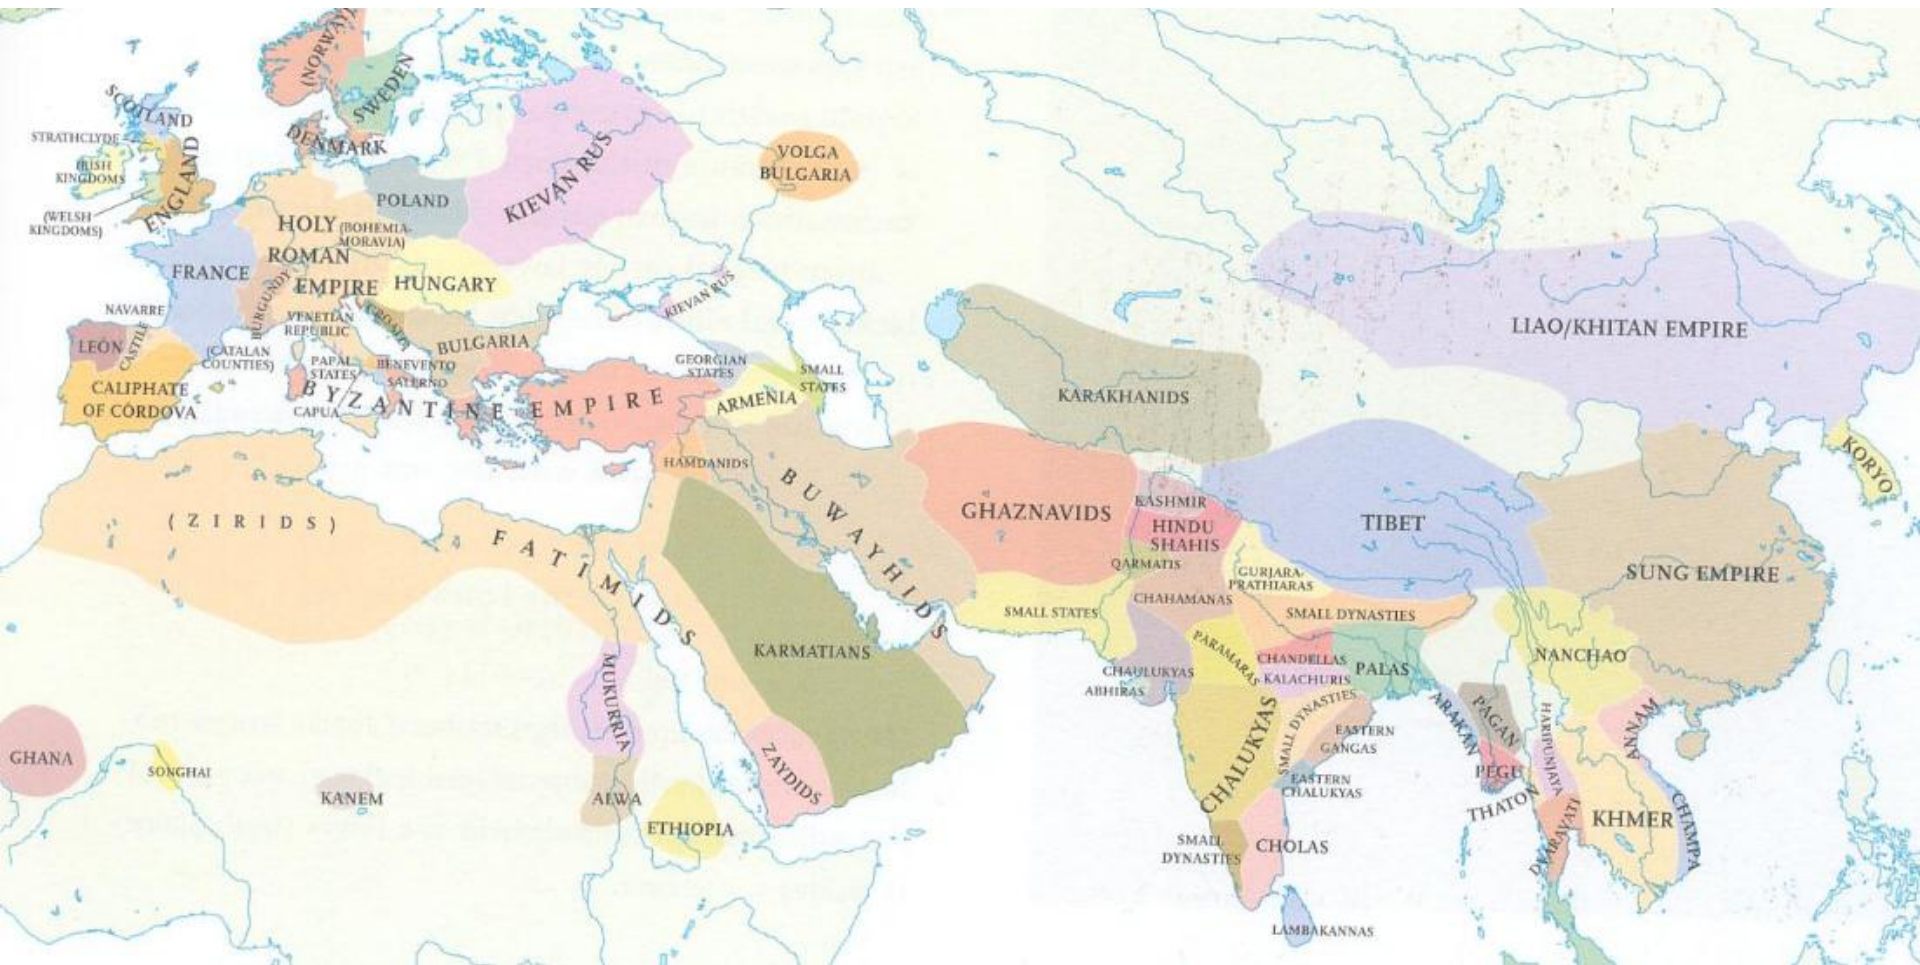 (NORWAY)
SWEDEN
SCOTLAND
STRATHCLYDE
DENMARK
IRISH
KINGDOMS
ENGLAND
(WELSH
KINGDOMS)
POLAND
KIEVAN RUS
VOLGA
BULGARIA
HOLY
ROMAN
EMPIRE
(BOHEMIA-
MORAVIA)
FRANCE
BURGUNDY
HUNGARY
KIEVAN RUS
NAVARRE
LEÓN
CASTILE
(CATALAN
COUNTIES)
VENETIAN
REPUBLIC
CROATIA
BULGARIA
PAPAL
STATES
BENEVENTO
SALERNO
CAPUA
CALIPHATE
OF CÓRDOVA
BYZANTINE EMPIRE
GEORGIAN
STATES
SMALL
STATES
ARMENIA
HAMDANIDS
BUWAYHIDS
(ZIRIDS)
FATIMIDS
KARMATIANS
ZAYDIDS
MUKURRIA
ALWA
ETHIOPIA
GHANA
SONGHAI
KANEM
LIAO/KHITAN EMPIRE
KARAKHANIDS
KORYO
GHAZNAVIDS
KASHMIR
HINDU
SHAHIS
QARMATIS
TIBET
SUNG EMPIRE
GURJARA-
PRATHIARAS
CHAHAMANAS
SMALL STATES
SMALL DYNASTIES
PARAMARAS
CHANDELLAS
KALACHURIS
PALAS
CHAULUKYAS
ABHIRAS
CHALUKYAS
SMALL DYNASTIES
EASTERN
GANGAS
EASTERN
CHALUKYAS
SMALL
DYNASTIES
CHOLAS
LAMBAKANNAS
NANCHAO
ARAKAN
PAGAN
PEGU
THATON
HARIPUNJAYA
DVARAVATI
ANNAM
KHMER
CHAMPA